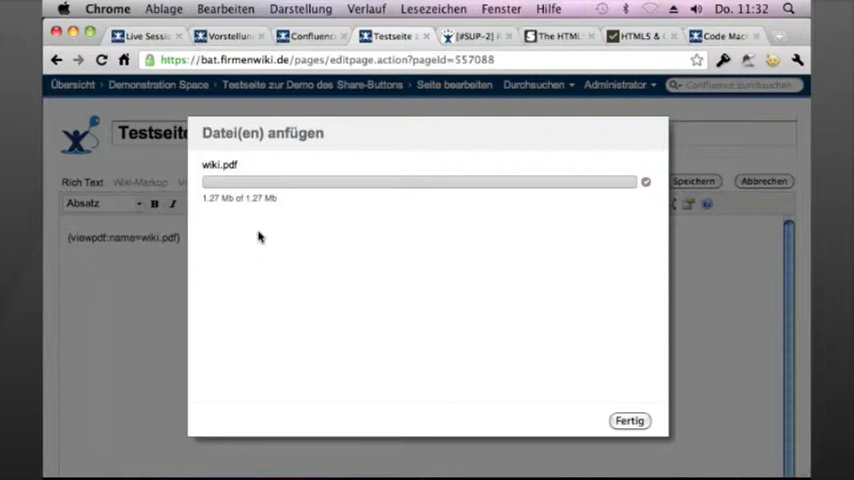 Chrome Ablage Bearbeiten Darstellung Verlauf Lesezeichen Fenster Hilfe Do. 11:32
Live Sessi Vorstellun Confluenc Testseite [#SUP-2] The HTML HTML5 & Code Mac
https://bat.firmenwiki.de/pages/editpage.action?pageId=557088
Übersicht > Demonstration Space > Testseite zur Demo des Share-Buttons > Seite bearbeiten Durchsuchen Administrator Confluence durchsuchen
Testseite
Datei(en) anfügen
wiki.pdf
1.27 Mb of 1.27 Mb
Rich Text Wiki-Markup Speichern Abbrechen
Absatz B I
{viewpdf:name=wiki.pdf}
Fertig